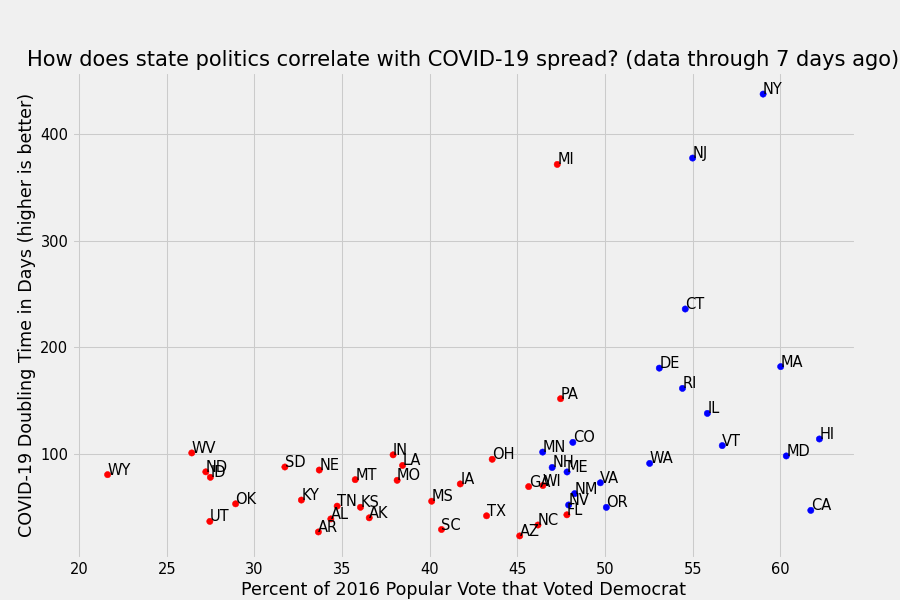 How does state politics correlate with COVID-19 spread? (data through 7 days ago)
COVID-19 Doubling Time in Days (higher is better)
400
300
200
100
NY
NJ
MI
CT
DE
MA
RI
PA
IL
HI
VT
CO
MD
MN
WV
IN
OH
WA
LA
SD
NH
ND
NE
ME
WY
ID
MT
MO
IA
VA
GA
WI
NM
KY
MS
OK
TN
KS
NV
OR
CA
FL
TX
AL
AK
UT
NC
SC
AR
AZ
20 25 30 35 40 45 50 55 60
Percent of 2016 Popular Vote that Voted Democrat